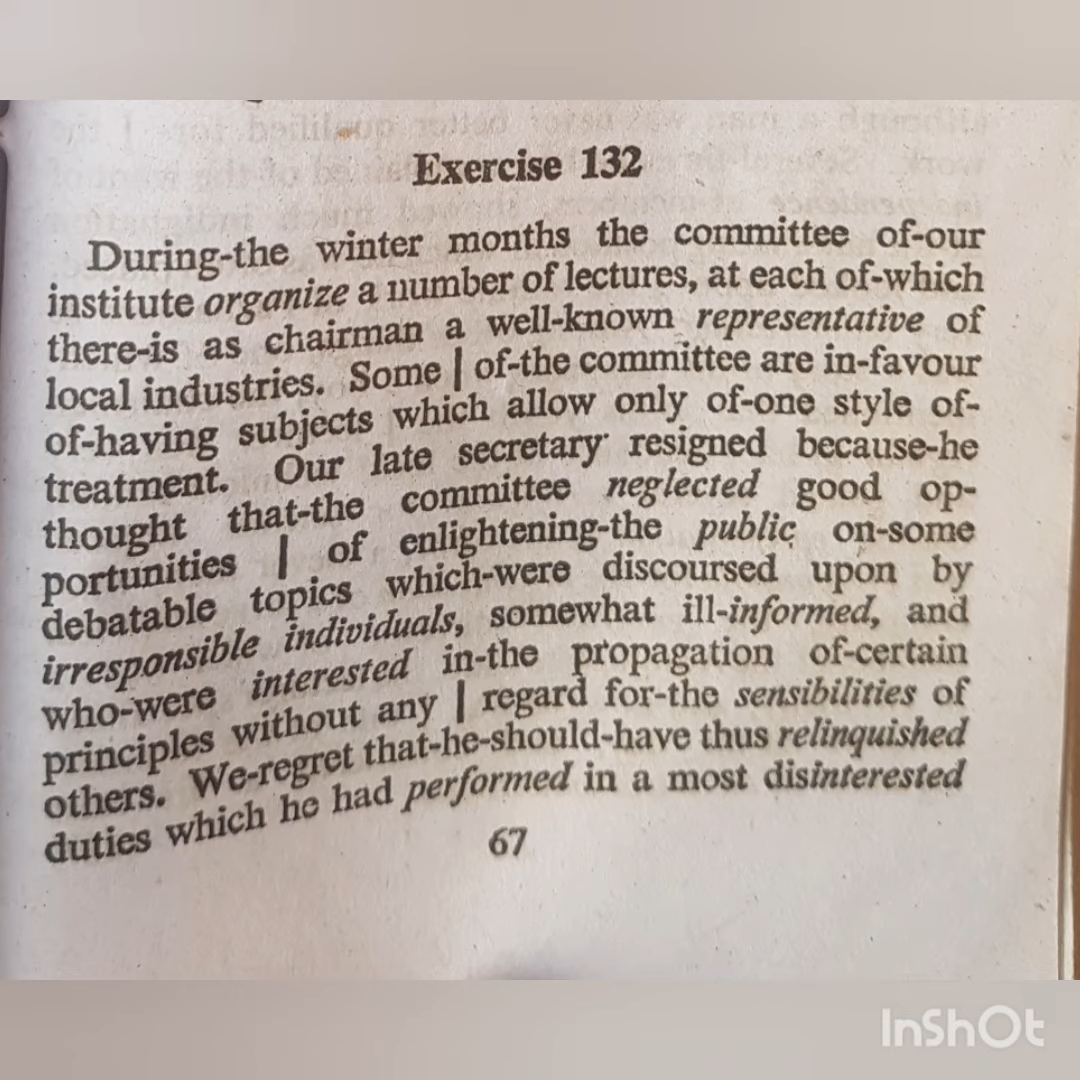 Exercise 132
During-the winter months the committee of-our
institute organize a number of lectures, at each of-which
there-is as chairman a well-known representative of
local industries. Some | of-the committee are in-favour
of-having subjects which allow only of-one style of-
treatment. Our late secretary resigned because-he
thought that-the committee neglected good op-
portunities | of enlightening-the public on-some
debatable topics which-were discoursed upon by
irresponsible individuals, somewhat ill-informed, and
who-were interested in-the propagation of-certain
principles without any | regard for-the sensibilities of
others. We-regret that-he-should-have thus relinquished
duties which he had performed in a most disinterested
67
InShOt